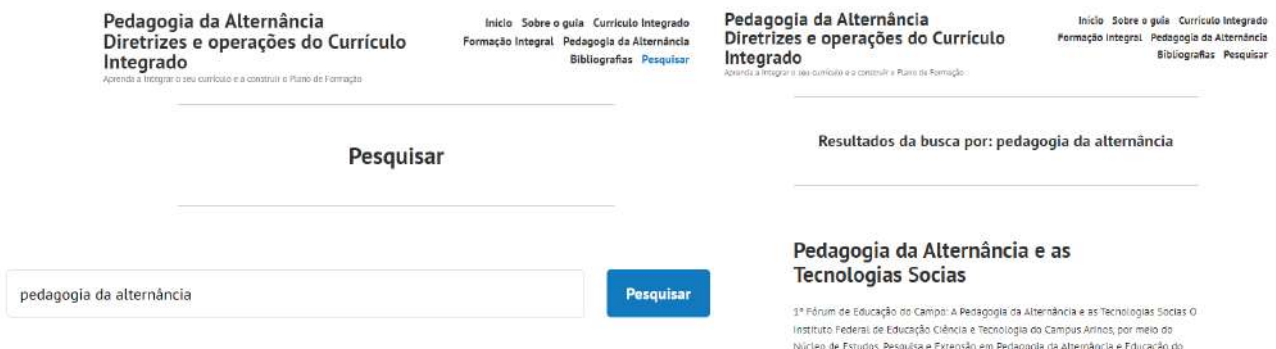 Pedagogia da Alternância
Diretrizes e operações do Currículo
Integrado
Aprenda a integrar o seu currículo e a construir o Plano de Formação
Início Sobre o guia Currículo Integrado
Formação Integral Pedagogia da Alternância
Bibliografias Pesquisar
Pesquisar
pedagogia da alternância
Pesquisar
Pedagogia da Alternância
Diretrizes e operações do Currículo
Integrado
Aprenda a integrar o seu currículo e a construir o Plano de Formação
Início Sobre o guia Currículo Integrado
Formação Integral Pedagogia da Alternância
Bibliografias Pesquisar
Resultados da busca por: pedagogia da alternância
Pedagogia da Alternância e as
Tecnologias Socias
1º Fórum de Educação do Campo: A Pedagogia da Alternância e as Tecnologias Socias O
Instituto Federal de Educação Ciência e Tecnologia do Campus Arinos, por meio do
Núcleo de Estudos, Pesquisa e Extensão em Pedagogia da Alternância e Educação do